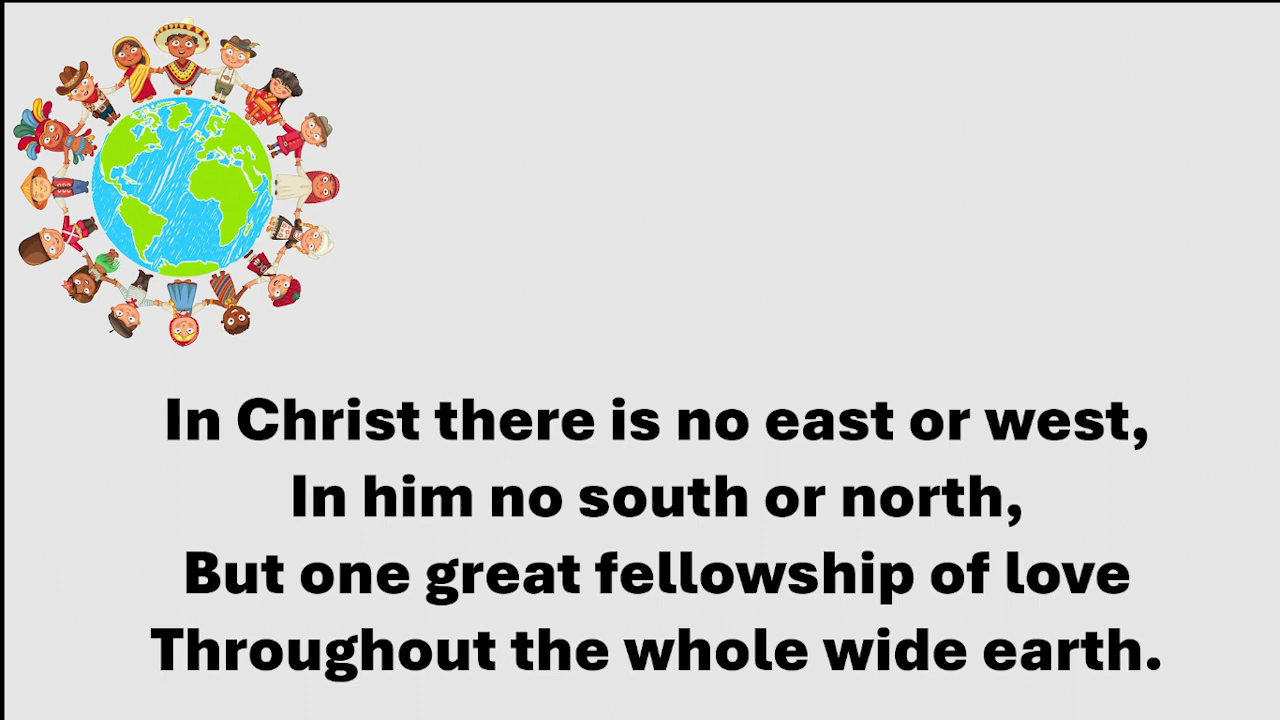 In Christ there is no east or west,
In him no south or north,
But one great fellowship of love
Throughout the whole wide earth.